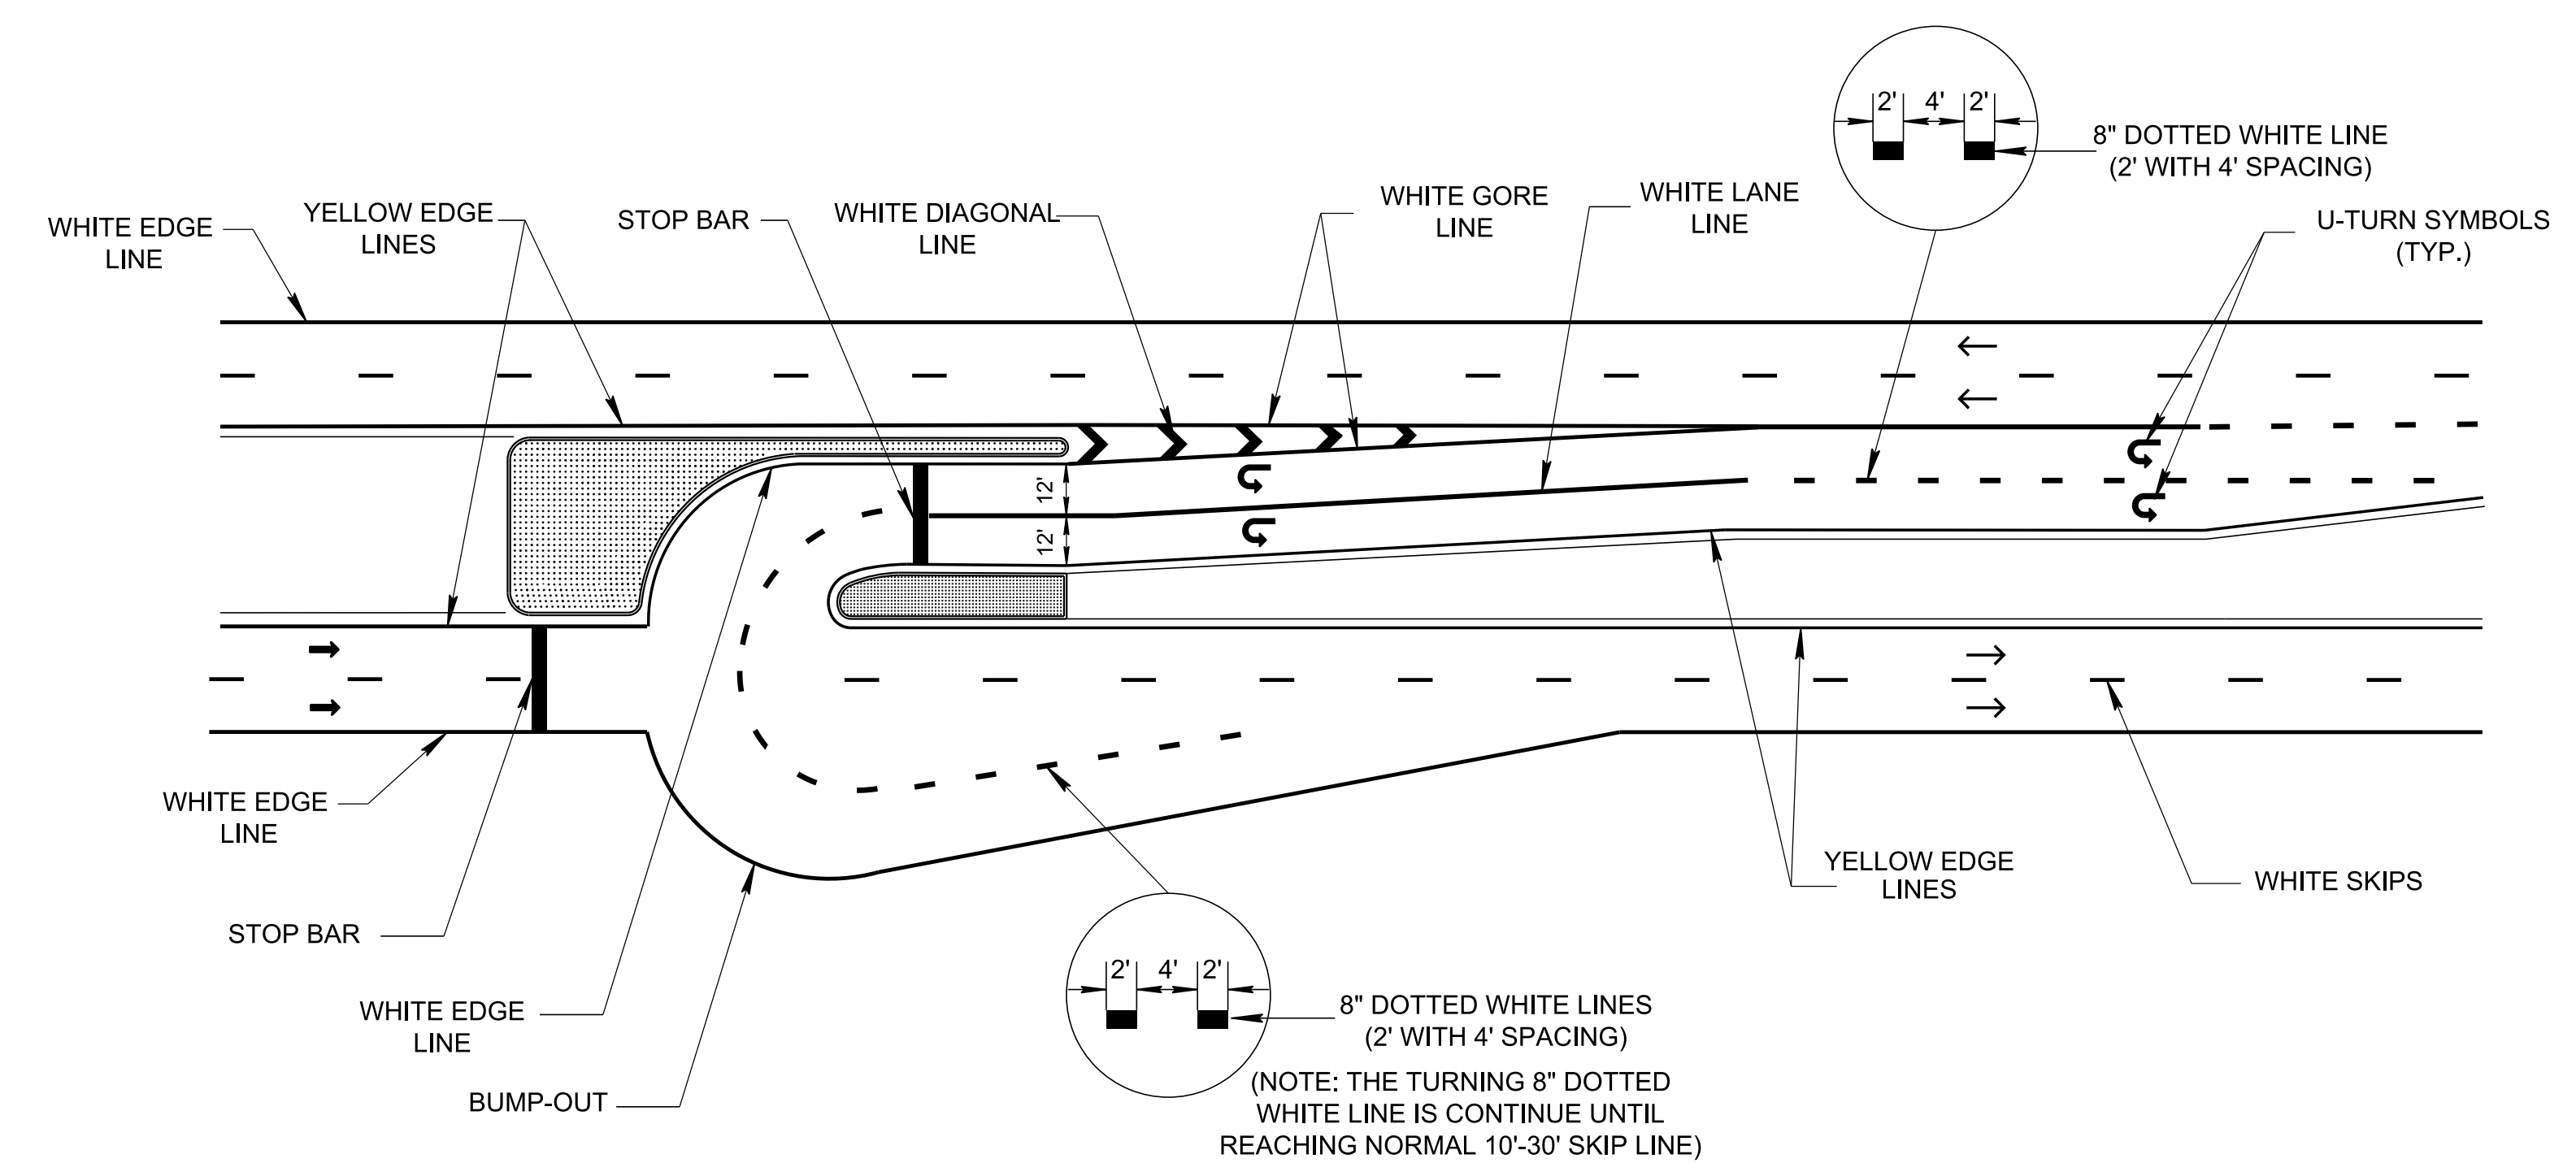 2' 4' 2'
8" DOTTED WHITE LINE
(2' WITH 4' SPACING)
WHITE EDGE
LINE
YELLOW EDGE
LINES
STOP BAR
WHITE DIAGONAL
LINE
WHITE GORE
LINE
WHITE LANE
LINE
U-TURN SYMBOLS
(TYP.)
12'
12'
WHITE EDGE
LINE
STOP BAR
WHITE EDGE
LINE
BUMP-OUT
YELLOW EDGE
LINES
WHITE SKIPS
2' 4' 2'
8" DOTTED WHITE LINES
(2' WITH 4' SPACING)
(NOTE: THE TURNING 8" DOTTED
WHITE LINE IS CONTINUE UNTIL
REACHING NORMAL 10'-30' SKIP LINE)